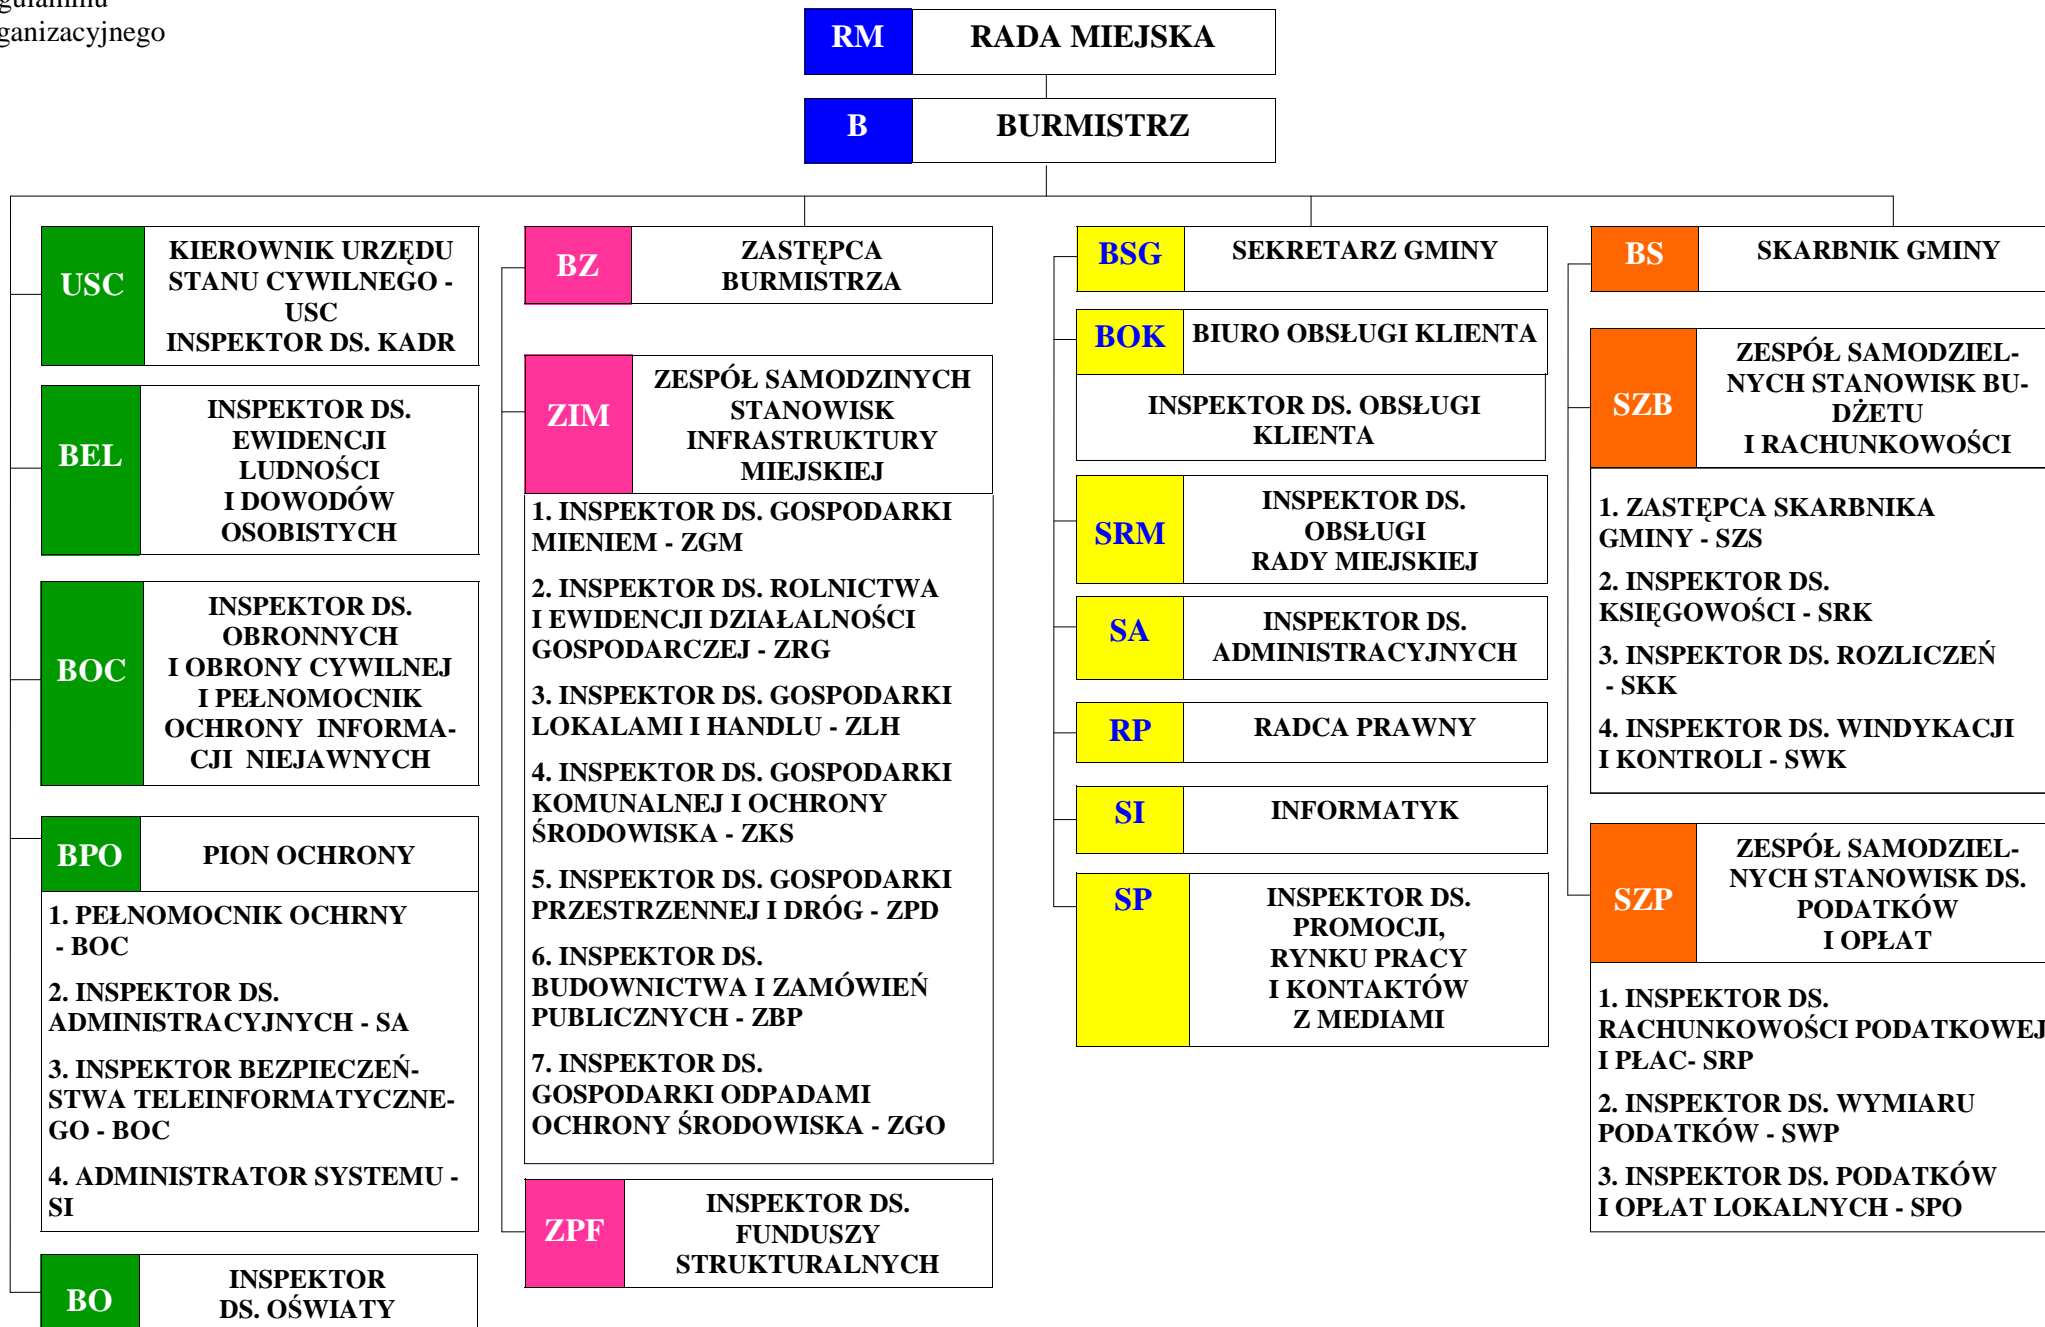 ganizacyjnego
RM RADA MIEJSKA
B BURMISTRZ
USC KIEROWNIK URZĘDU
STANU CYWILNEGO -
USC
INSPEKTOR DS. KADR
BEL INSPEKTOR DS.
EWIDENCJI
LUDNOŚCI
I DOWODÓW
OSOBISTYCH
BOC INSPEKTOR DS.
OBRONNYCH
I OBRONY CYWILNEJ
I PEŁNOMOCNIK
OCHRONY INFORMA-
CJI NIEJAWNYCH
BPO PION OCHRONY
1. PEŁNOMOCNIK OCHRNY
- BOC
2. INSPEKTOR DS.
ADMINISTRACYJNYCH - SA
3. INSPEKTOR BEZPIECZEŃ-
STWA TELEINFORMATYCZNE-
GO - BOC
4. ADMINISTRATOR SYSTEMU -
SI
BO INSPEKTOR
DS. OŚWIATY
BZ ZASTĘPCA
BURMISTRZA
ZIM ZESPÓŁ SAMODZINYCH
STANOWISK
INFRASTRUKTURY
MIEJSKIEJ
1. INSPEKTOR DS. GOSPODARKI
MIENIEM - ZGM
2. INSPEKTOR DS. ROLNICTWA
I EWIDENCJI DZIAŁALNOŚCI
GOSPODARCZEJ - ZRG
3. INSPEKTOR DS. GOSPODARKI
LOKALAMI I HANDLU - ZLH
4. INSPEKTOR DS. GOSPODARKI
KOMUNALNEJ I OCHRONY
ŚRODOWISKA - ZKS
5. INSPEKTOR DS. GOSPODARKI
PRZESTRZENNEJ I DRÓG - ZPD
6. INSPEKTOR DS.
BUDOWNICTWA I ZAMÓWIEŃ
PUBLICZNYCH - ZBP
7. INSPEKTOR DS.
GOSPODARKI ODPADAMI
OCHRONY ŚRODOWISKA - ZGO
ZPF INSPEKTOR DS.
FUNDUSZY
STRUKTURALNYCH
BSG SEKRETARZ GMINY
BOK BIURO OBSŁUGI KLIENTA
INSPEKTOR DS. OBSŁUGI
KLIENTA
SRM INSPEKTOR DS.
OBSŁUGI
RADY MIEJSKIEJ
SA INSPEKTOR DS.
ADMINISTRACYJNYCH
RP RADCA PRAWNY
SI INFORMATYK
SP INSPEKTOR DS.
PROMOCJI,
RYNKU PRACY
I KONTAKTÓW
Z MEDIAMI
BS SKARBNIK GMINY
SZB ZESPÓŁ SAMODZIEL-
NYCH STANOWISK BU-
DŻETU
I RACHUNKOWOŚCI
1. ZASTĘPCA SKARBNIKA
GMINY - SZS
2. INSPEKTOR DS.
KSIĘGOWOŚCI - SRK
3. INSPEKTOR DS. ROZLICZEŃ
- SKK
4. INSPEKTOR DS. WINDYKACJI
I KONTROLI - SWK
SZP ZESPÓŁ SAMODZIEL-
NYCH STANOWISK DS.
PODATKÓW
I OPŁAT
1. INSPEKTOR DS.
RACHUNKOWOŚCI PODATKOWEJ
I PŁAC- SRP
2. INSPEKTOR DS. WYMIARU
PODATKÓW - SWP
3. INSPEKTOR DS. PODATKÓW
I OPŁAT LOKALNYCH - SPO